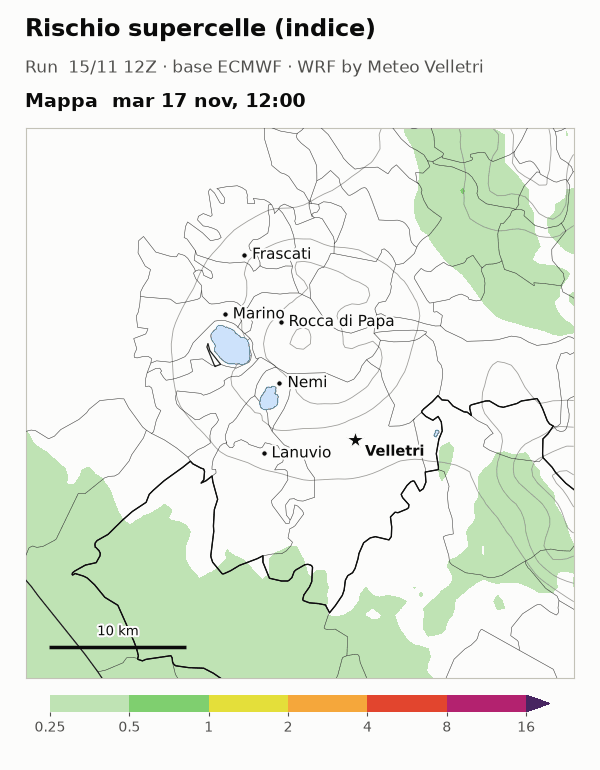 Rischio supercelle (indice)
Run 15/11 12Z · base ECMWF · WRF by Meteo Velletri
Mappa mar 17 nov, 12:00
Frascati
Marino
Rocca di Papa
Nemi
Velletri
Lanuvio
10 km
0.25 0.5 1 2 4 8 16